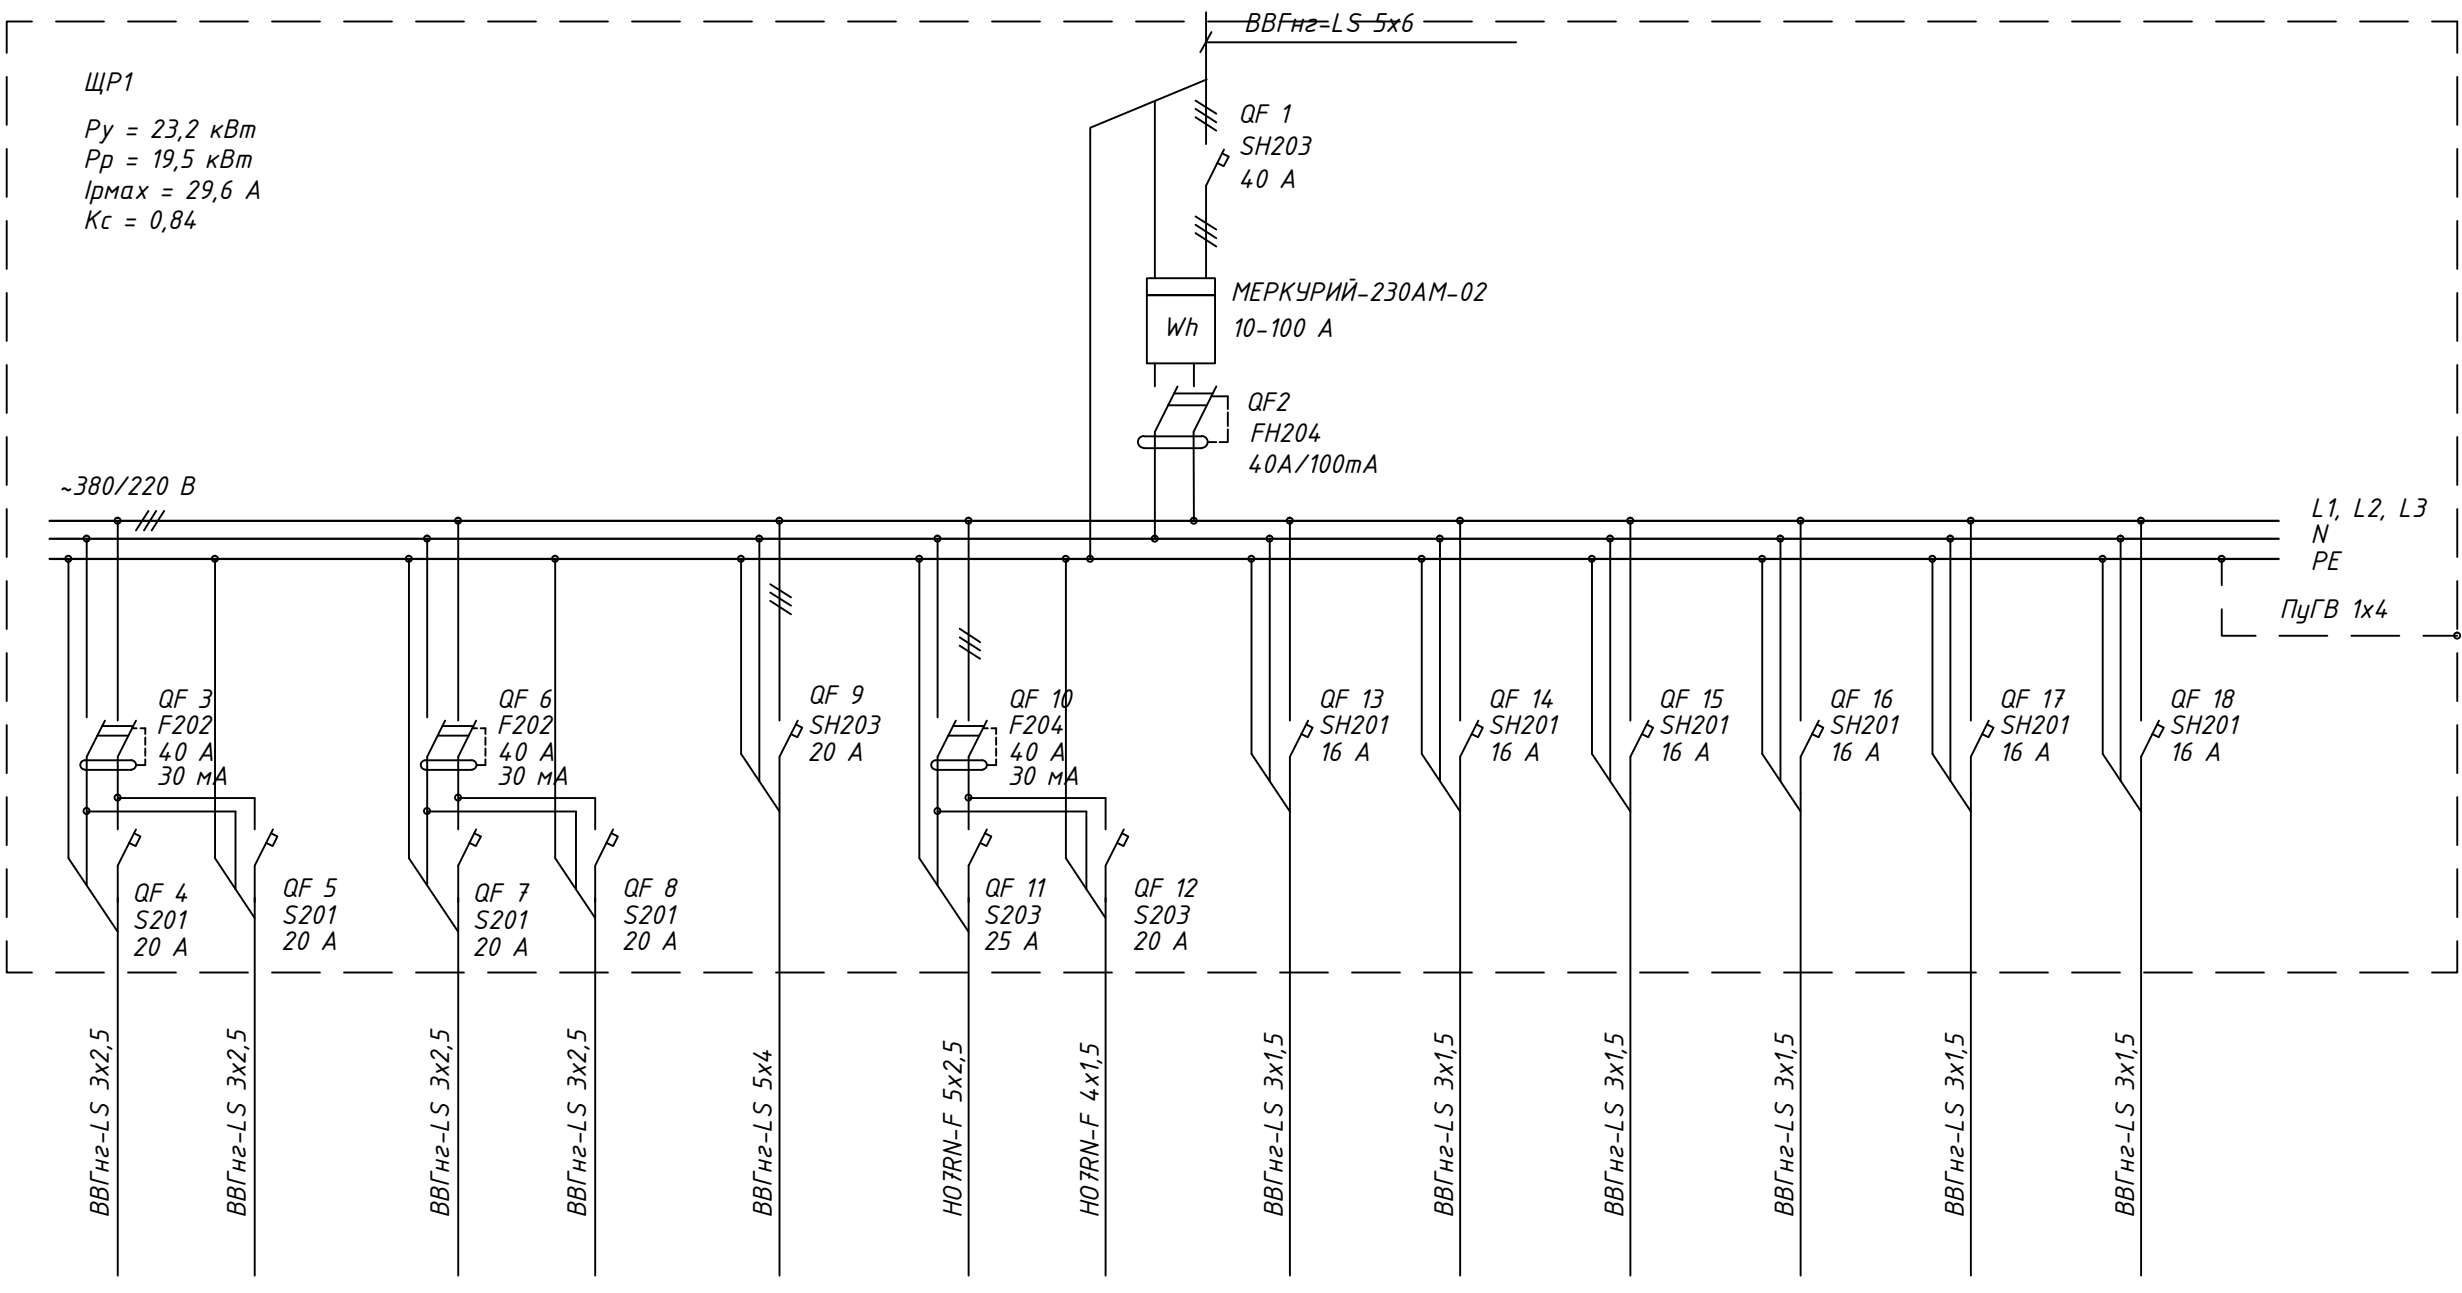 ВВГнг-LS 5х6
ЩР1
Ру = 23,2 кВт
Рр = 19,5 кВт
Iрмах = 29,6 А
Кс = 0,84
QF 1
SH203
40 А
МЕРКУРИЙ-230АМ-02
10-100 А
Wh
QF2
FH204
40А/100mA
~380/220 В
L1, L2, L3
N
PE
ПуГВ 1х4
QF 3
F202
40 А
30 мА
QF 6
F202
40 А
30 мА
QF 9
SH203
20 А
QF 10
F204
40 А
30 мА
QF 13
SH201
16 А
QF 14
SH201
16 А
QF 15
SH201
16 А
QF 16
SH201
16 А
QF 17
SH201
16 А
QF 18
SH201
16 А
QF 4
S201
20 А
QF 5
S201
20 А
QF 7
S201
20 А
QF 8
S201
20 А
QF 11
S203
25 А
QF 12
S203
20 А
ВВГнг-LS 3х2,5
ВВГнг-LS 3х2,5
ВВГнг-LS 3х2,5
ВВГнг-LS 3х2,5
ВВГнг-LS 5х4
H07RN-F 5х2,5
H07RN-F 4х1,5
ВВГнг-LS 3х1,5
ВВГнг-LS 3х1,5
ВВГнг-LS 3х1,5
ВВГнг-LS 3х1,5
ВВГнг-LS 3х1,5
ВВГнг-LS 3х1,5